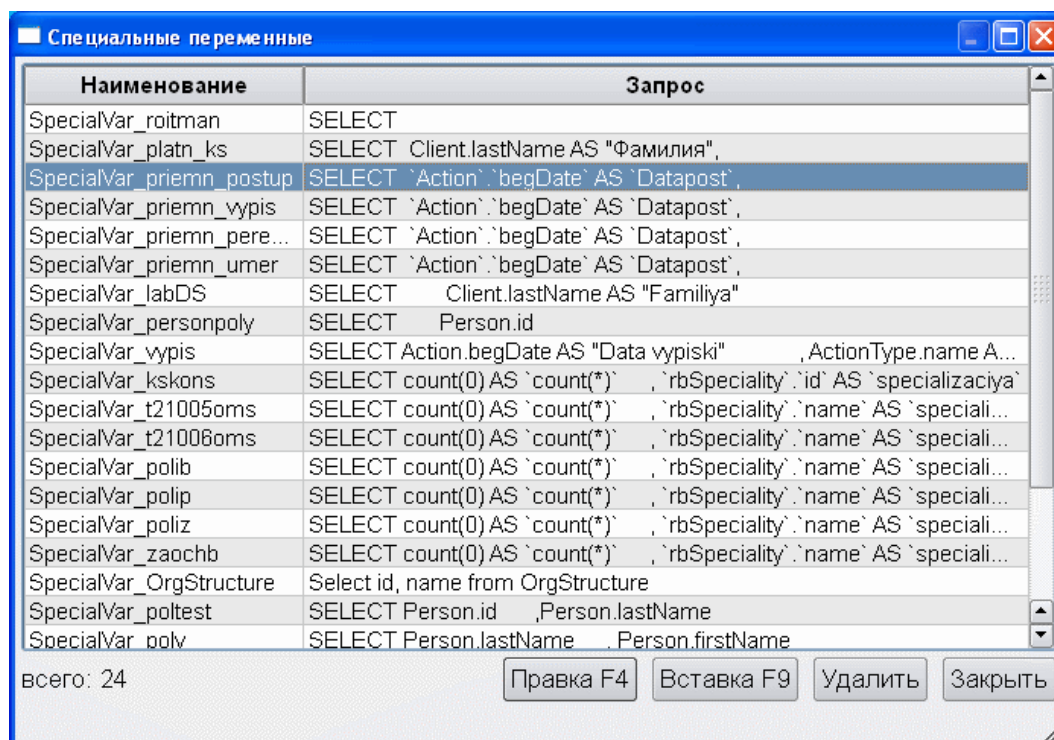 Специальные переменные
Наименование Запрос
SpecialVar_roitman SELECT
SpecialVar_platn_ks SELECT Client.lastName AS "Фамилия",
SpecialVar_priemn_postup SELECT `Action`.`begDate` AS `Datapost`,
SpecialVar_priemn_vypis SELECT `Action`.`begDate` AS `Datapost`,
SpecialVar_priemn_pere... SELECT `Action`.`begDate` AS `Datapost`,
SpecialVar_priemn_umer SELECT `Action`.`begDate` AS `Datapost`,
SpecialVar_labDS SELECT Client.lastName AS "Familiya"
SpecialVar_personpoly SELECT Person.id
SpecialVar_vypis SELECT Action.begDate AS "Data vypiski" , ActionType.name A...
SpecialVar_kskons SELECT count(0) AS `count(*)` , `rbSpeciality`.`id` AS `specializaciya`
SpecialVar_t21005oms SELECT count(0) AS `count(*)` , `rbSpeciality`.`name` AS `speciali...
SpecialVar_t21006oms SELECT count(0) AS `count(*)` , `rbSpeciality`.`name` AS `speciali...
SpecialVar_polib SELECT count(0) AS `count(*)` , `rbSpeciality`.`name` AS `speciali...
SpecialVar_polip SELECT count(0) AS `count(*)` , `rbSpeciality`.`name` AS `speciali...
SpecialVar_poliz SELECT count(0) AS `count(*)` , `rbSpeciality`.`name` AS `speciali...
SpecialVar_zaochb SELECT count(0) AS `count(*)` , `rbSpeciality`.`name` AS `speciali...
SpecialVar_OrgStructure Select id, name from OrgStructure
SpecialVar_poltest SELECT Person.id ,Person.lastName
SpecialVar_poly SELECT Person.lastName , Person.firstName
всего: 24 Правка F4 Вставка F9 Удалить Закрыть